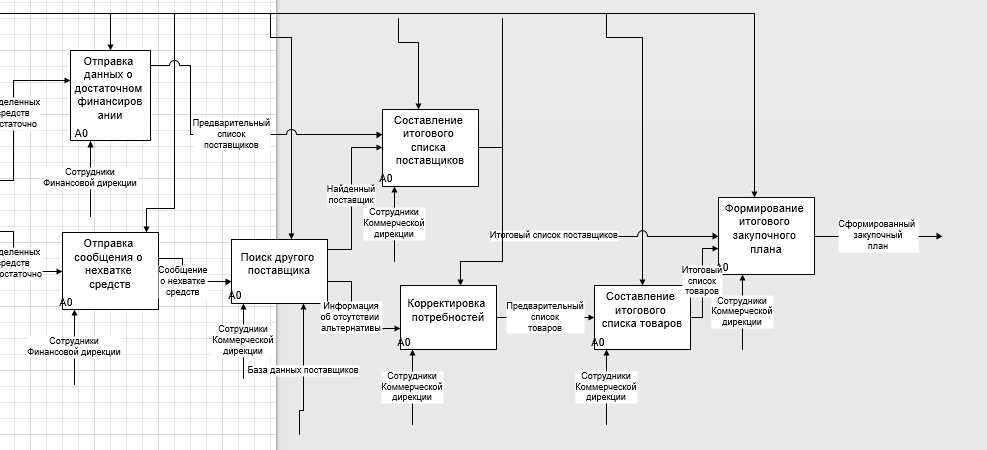 Отправка
данных о
достаточном
финансиров
ании
A0
деленных
редств
статочно
Сотрудники
Финансовой дирекции
Предварительный
список
поставщиков
Составление
итогового
списка
поставщиков
A0
Найденный
поставщик
Сотрудники
Коммерческой
дирекции
Отправка
сообщения о
нехватке
средств
A0
деленных
редств
остаточно
Сотрудники
Финансовой дирекции
Сообщение
о нехватке
средств
Поиск другого
поставщика
A0
Сотрудники
Коммерческой
дирекции
База данных поставщиков
Информация
об отсутствии
альтернативы
Корректировка
потребностей
A0
Сотрудники
Коммерческой
дирекции
Итоговый список поставщиков
Предварительный
список
товаров
Составление
итогового
списка товаров
A0
Сотрудники
Коммерческой
дирекции
Итоговый
список
товаров
Формирование
итогового
закупочного
плана
0
Сотрудники
Коммерческой
дирекции
Сформированный
закупочный
план